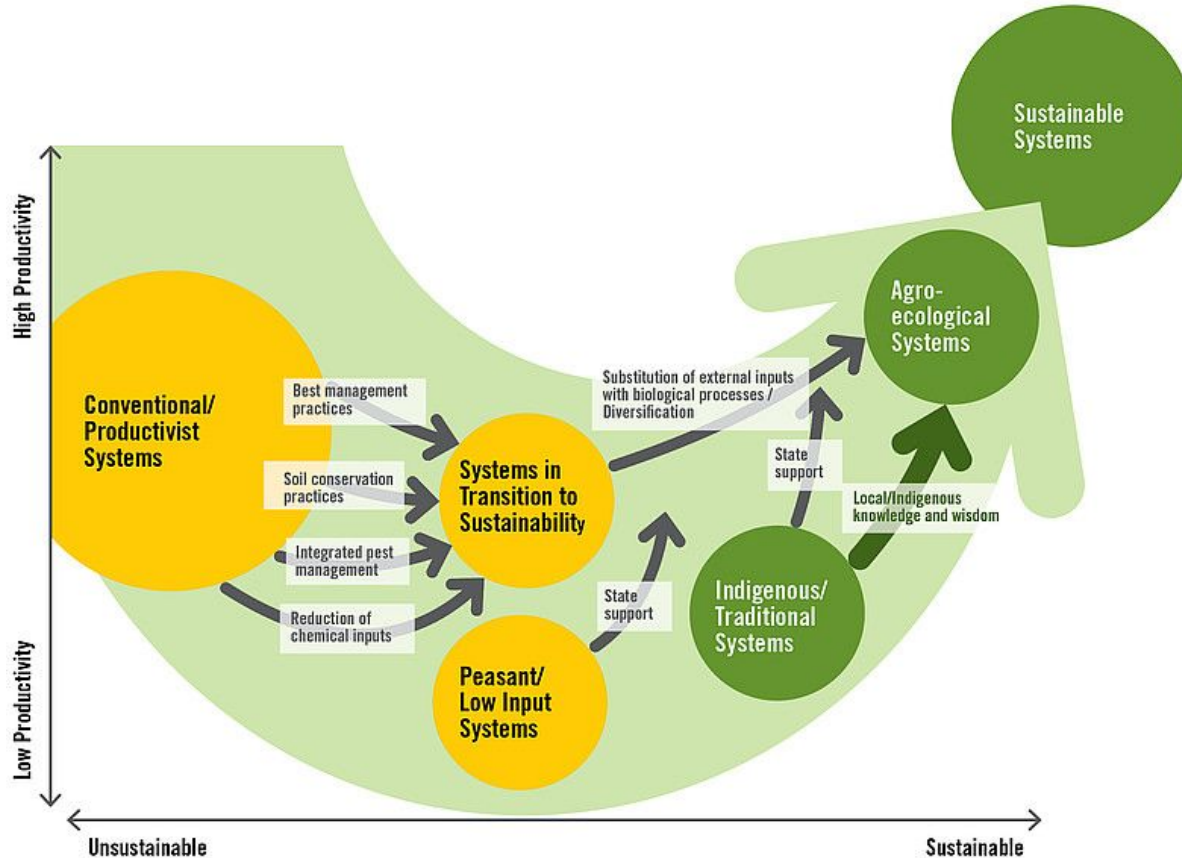 Sustainable
Systems
High Productivity
Low Productivity
Agro-
ecological
Systems
Conventional/
Productivist
Systems
Best management
practices
Soil conservation
practices
Integrated pest
management
Reduction of
chemical inputs
Systems in
Transition to
Sustainability
Substitution of external inputs
with biological processes /
Diversification
State
support
Local/Indigenous
knowledge and wisdom
State
support
Indigenous/
Traditional
Systems
Peasant/
Low Input
Systems
Unsustainable
Sustainable